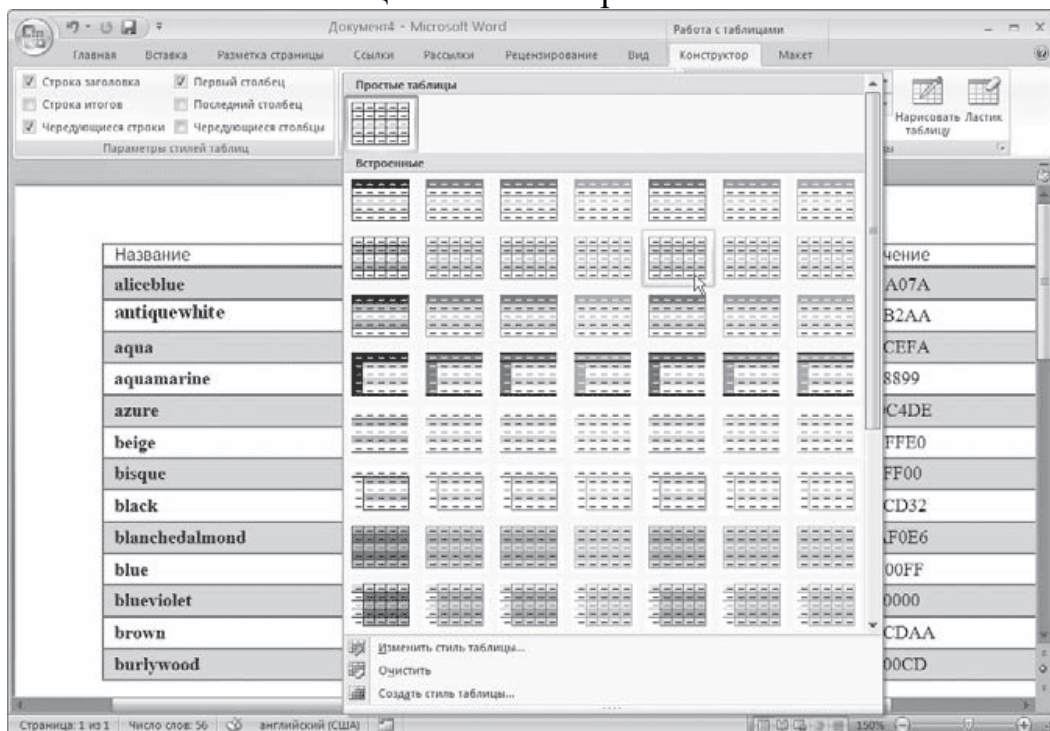 Документ4 - Microsoft Word
Работа с таблицами
Главная Вставка Разметка страницы Ссылки Рассылки Рецензирование Вид Конструктор Макет
Строка заголовка Первый столбец
Строка итогов Последний столбец
Чередующиеся строки Чередующиеся столбцы
Параметры стилей таблиц
Простые таблицы
Встроенные
Нарисовать таблицу
Ластик
Название
aliceblue A07A
antiquewhite B2AA
aqua CEFA
aquamarine 8899
azure C4DE
beige FFE0
bisque FF00
black CD32
blanchedalmond F0E6
blue 00FF
blueviolet 0000
brown CDAA
burlywood 00CD
Изменить стиль таблицы...
Очистить
Создать стиль таблицы...
Страница: 1 из 1 Число слов: 56 английский (США) 150%